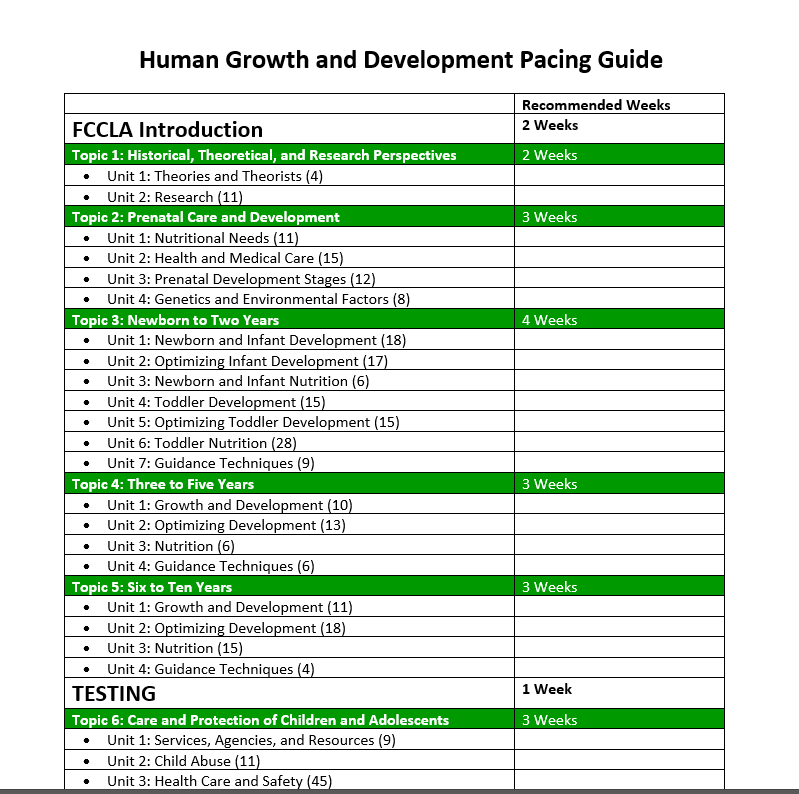 Human Growth and Development Pacing Guide
Recommended Weeks
FCCLA Introduction 2 Weeks
Topic 1: Historical, Theoretical, and Research Perspectives 2 Weeks
• Unit 1: Theories and Theorists (4)
• Unit 2: Research (11)
Topic 2: Prenatal Care and Development 3 Weeks
• Unit 1: Nutritional Needs (11)
• Unit 2: Health and Medical Care (15)
• Unit 3: Prenatal Development Stages (12)
• Unit 4: Genetics and Environmental Factors (8)
Topic 3: Newborn to Two Years 4 Weeks
• Unit 1: Newborn and Infant Development (18)
• Unit 2: Optimizing Infant Development (17)
• Unit 3: Newborn and Infant Nutrition (6)
• Unit 4: Toddler Development (15)
• Unit 5: Optimizing Toddler Development (15)
• Unit 6: Toddler Nutrition (28)
• Unit 7: Guidance Techniques (9)
Topic 4: Three to Five Years 3 Weeks
• Unit 1: Growth and Development (10)
• Unit 2: Optimizing Development (13)
• Unit 3: Nutrition (6)
• Unit 4: Guidance Techniques (6)
Topic 5: Six to Ten Years 3 Weeks
• Unit 1: Growth and Development (11)
• Unit 2: Optimizing Development (18)
• Unit 3: Nutrition (15)
• Unit 4: Guidance Techniques (4)
TESTING 1 Week
Topic 6: Care and Protection of Children and Adolescents 3 Weeks
• Unit 1: Services, Agencies, and Resources (9)
• Unit 2: Child Abuse (11)
• Unit 3: Health Care and Safety (45)